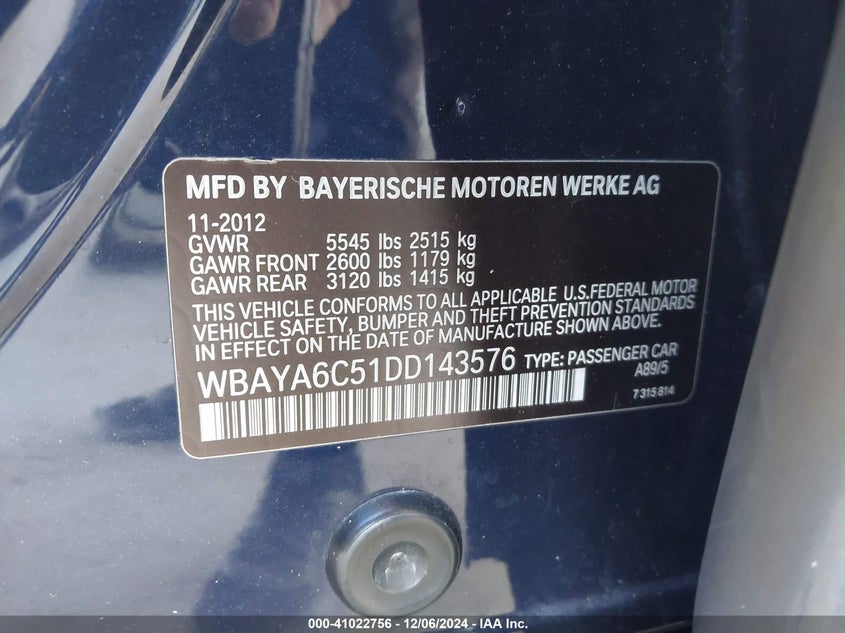 MFD BY BAYERISCHE MOTOREN WERKE AG
11-2012
GVWR 5545 lbs 2515 kg
GAWR FRONT 2600 lbs 1179 kg
GAWR REAR 3120 lbs 1415 kg
THIS VEHICLE CONFORMS TO ALL APPLICABLE U.S.FEDERAL MOTOR
VEHICLE SAFETY, BUMPER AND THEFT PREVENTION STANDARDS
IN EFFECT ON THE DATE OF MANUFACTURE SHOWN ABOVE.
WBAYA6C51DD143576 TYPE: PASSENGER CAR
A89/5
7 315 814
000-41022756 - 12/06/2024 - IAAI.COM